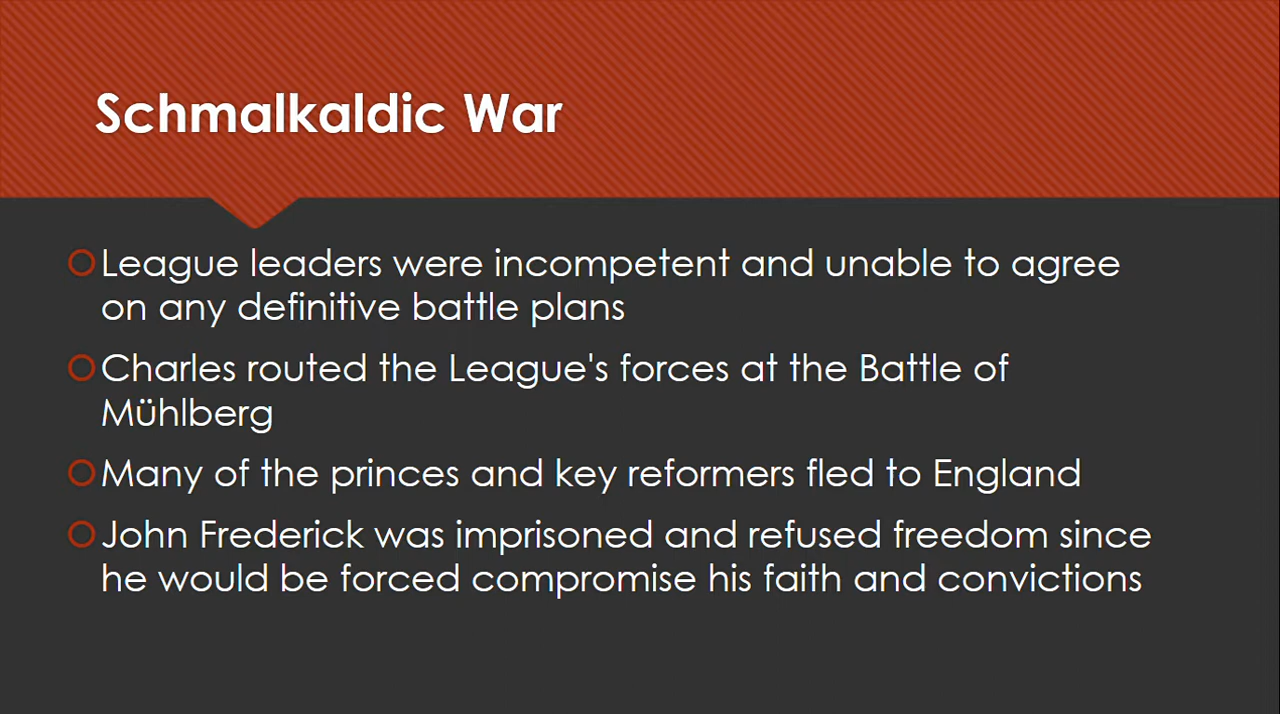 Schmalkaldic War
League leaders were incompetent and unable to agree
on any definitive battle plans
Charles routed the League's forces at the Battle of
Mühlberg
Many of the princes and key reformers fled to England
John Frederick was imprisoned and refused freedom since
he would be forced compromise his faith and convictions